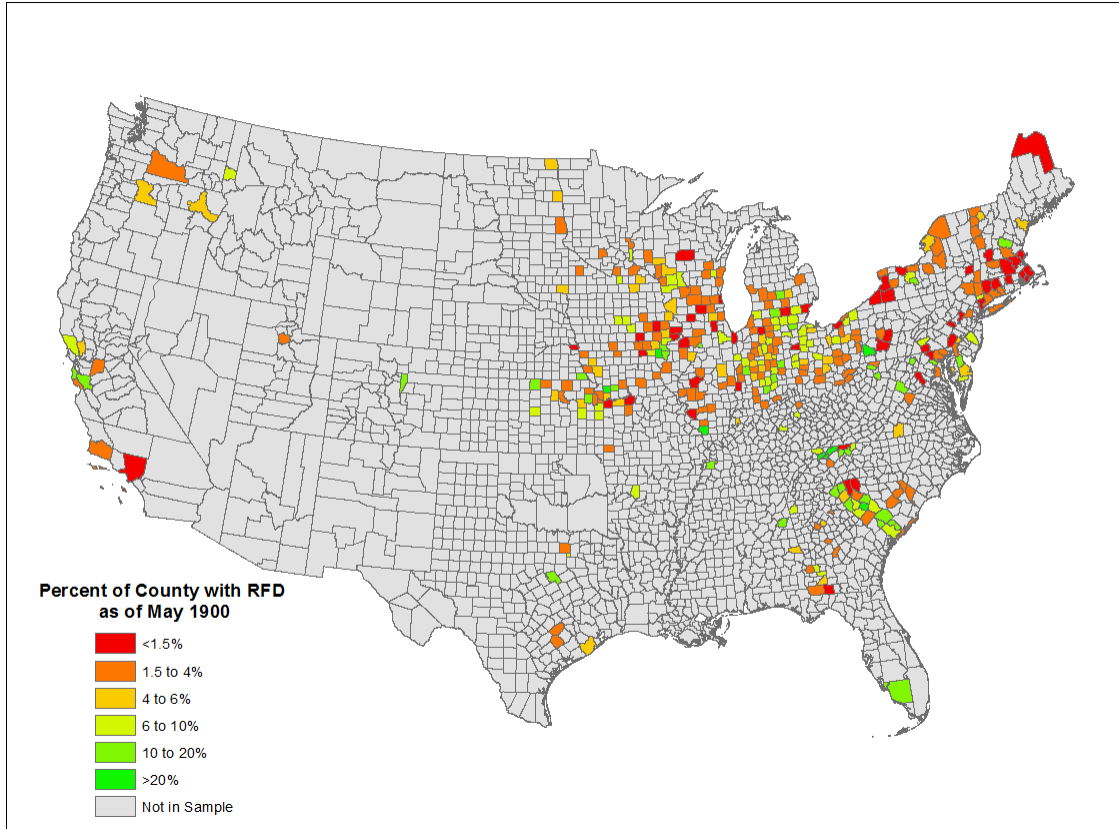 Percent of County with RFD
as of May 1900
<1.5%
1.5 to 4%
4 to 6%
6 to 10%
10 to 20%
>20%
Not in Sample